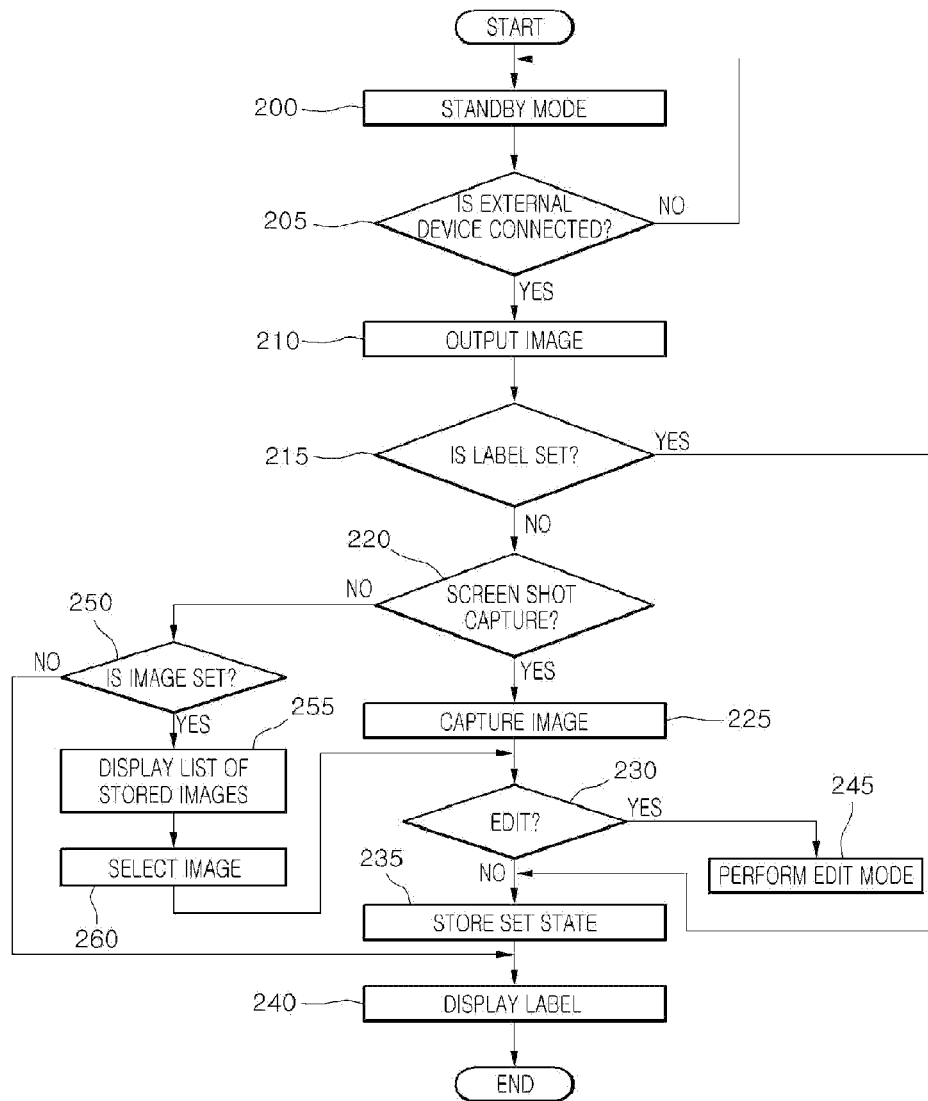 START
200
STANDBY MODE
205
IS EXTERNAL
DEVICE CONNECTED?
NO
YES
210
OUTPUT IMAGE
215
IS LABEL SET?
YES
NO
220
SCREEN SHOT
CAPTURE?
NO
YES
250
IS IMAGE SET?
NO
YES
255
DISPLAY LIST OF
STORED IMAGES
SELECT IMAGE
260
CAPTURE IMAGE
225
230
EDIT?
YES
NO
245
PERFORM EDIT MODE
235
STORE SET STATE
240
DISPLAY LABEL
END